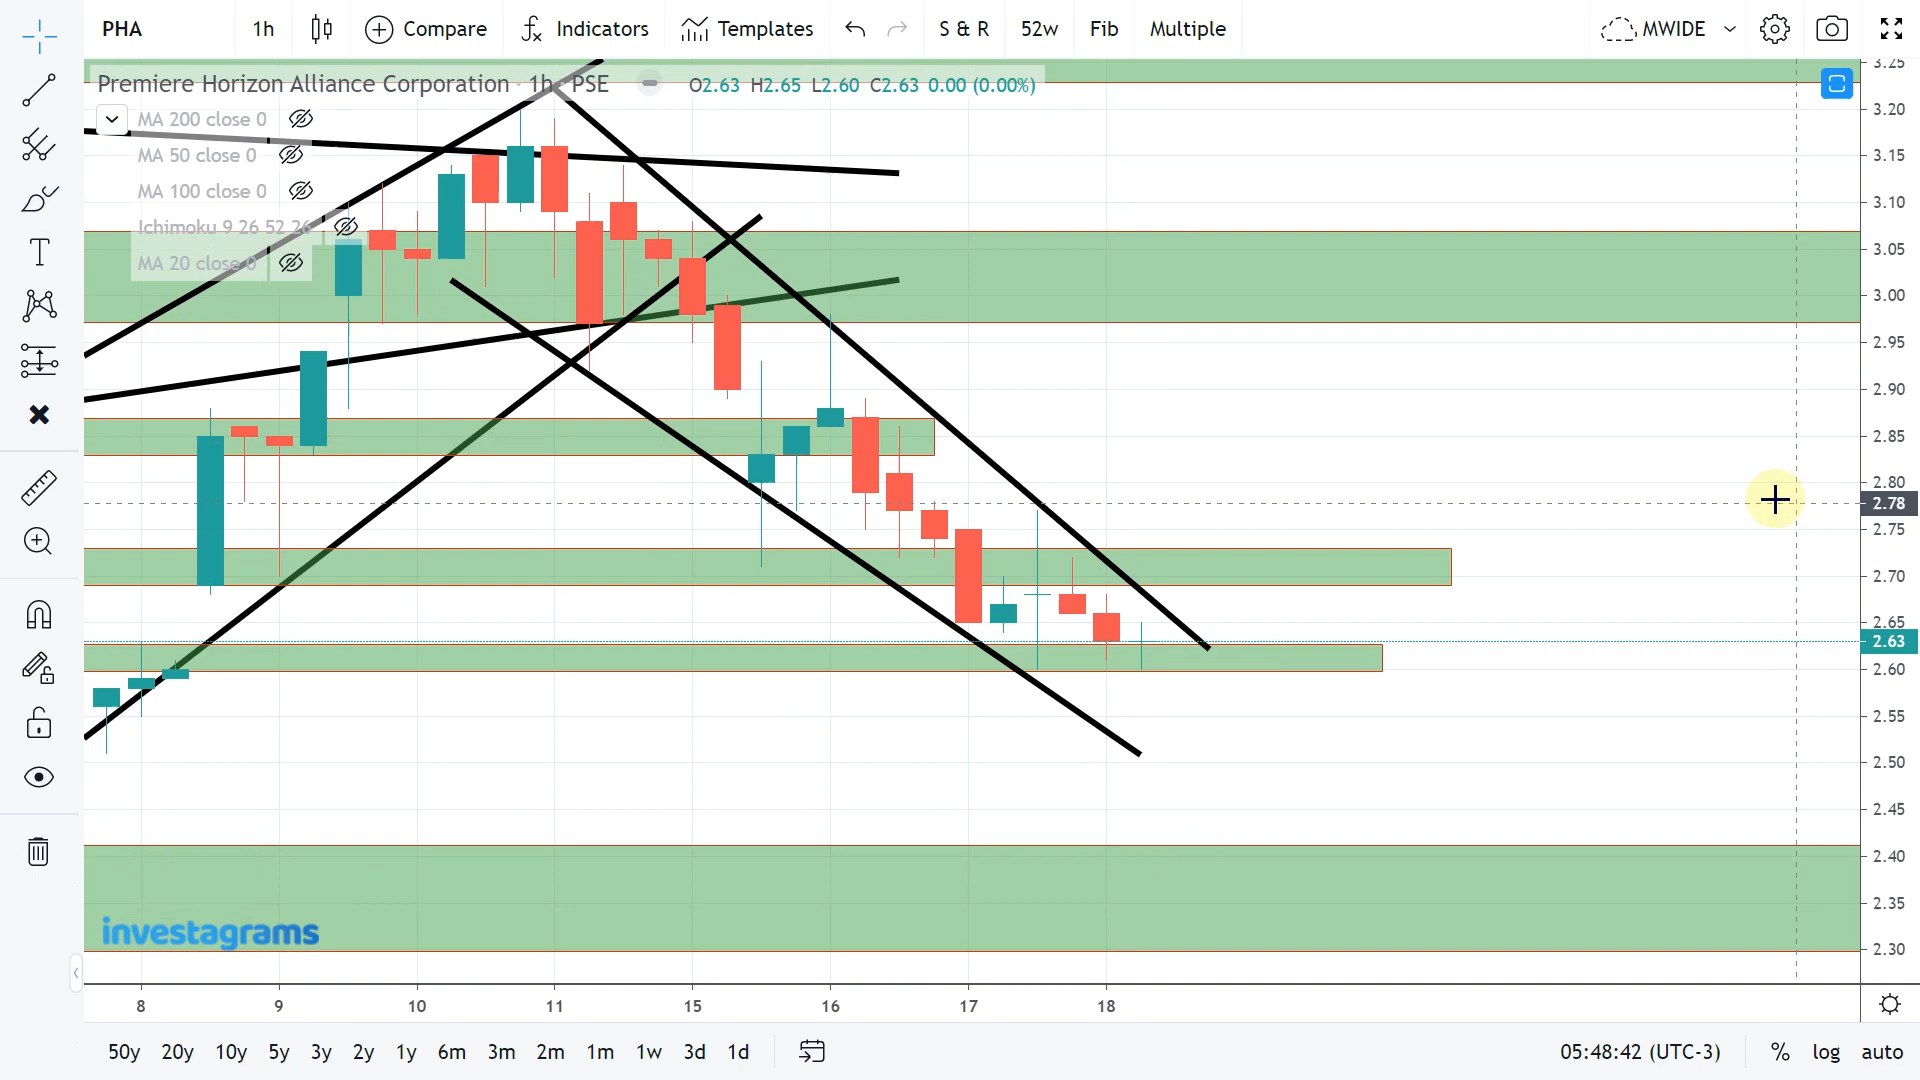 PHA 1h Compare Indicators Templates S & R 52w Fib Multiple MWIDE
Premiere Horizon Alliance Corporation · 1h · PSE O2.63 H2.65 L2.60 C2.63 0.00 (0.00%)
MA 200 close 0
MA 50 close 0
MA 100 close 0
Ichimoku 9 26 52 26
MA 20 close 0
3.25
3.20
3.15
3.10
3.05
3.00
2.95
2.90
2.85
2.80
2.78
2.75
2.70
2.65
2.63
2.60
2.55
2.50
2.45
2.40
2.35
2.30
investagrams
8 9 10 11 15 16 17 18
50y 20y 10y 5y 3y 2y 1y 6m 3m 2m 1m 1w 3d 1d 05:48:42 (UTC-3) % log auto